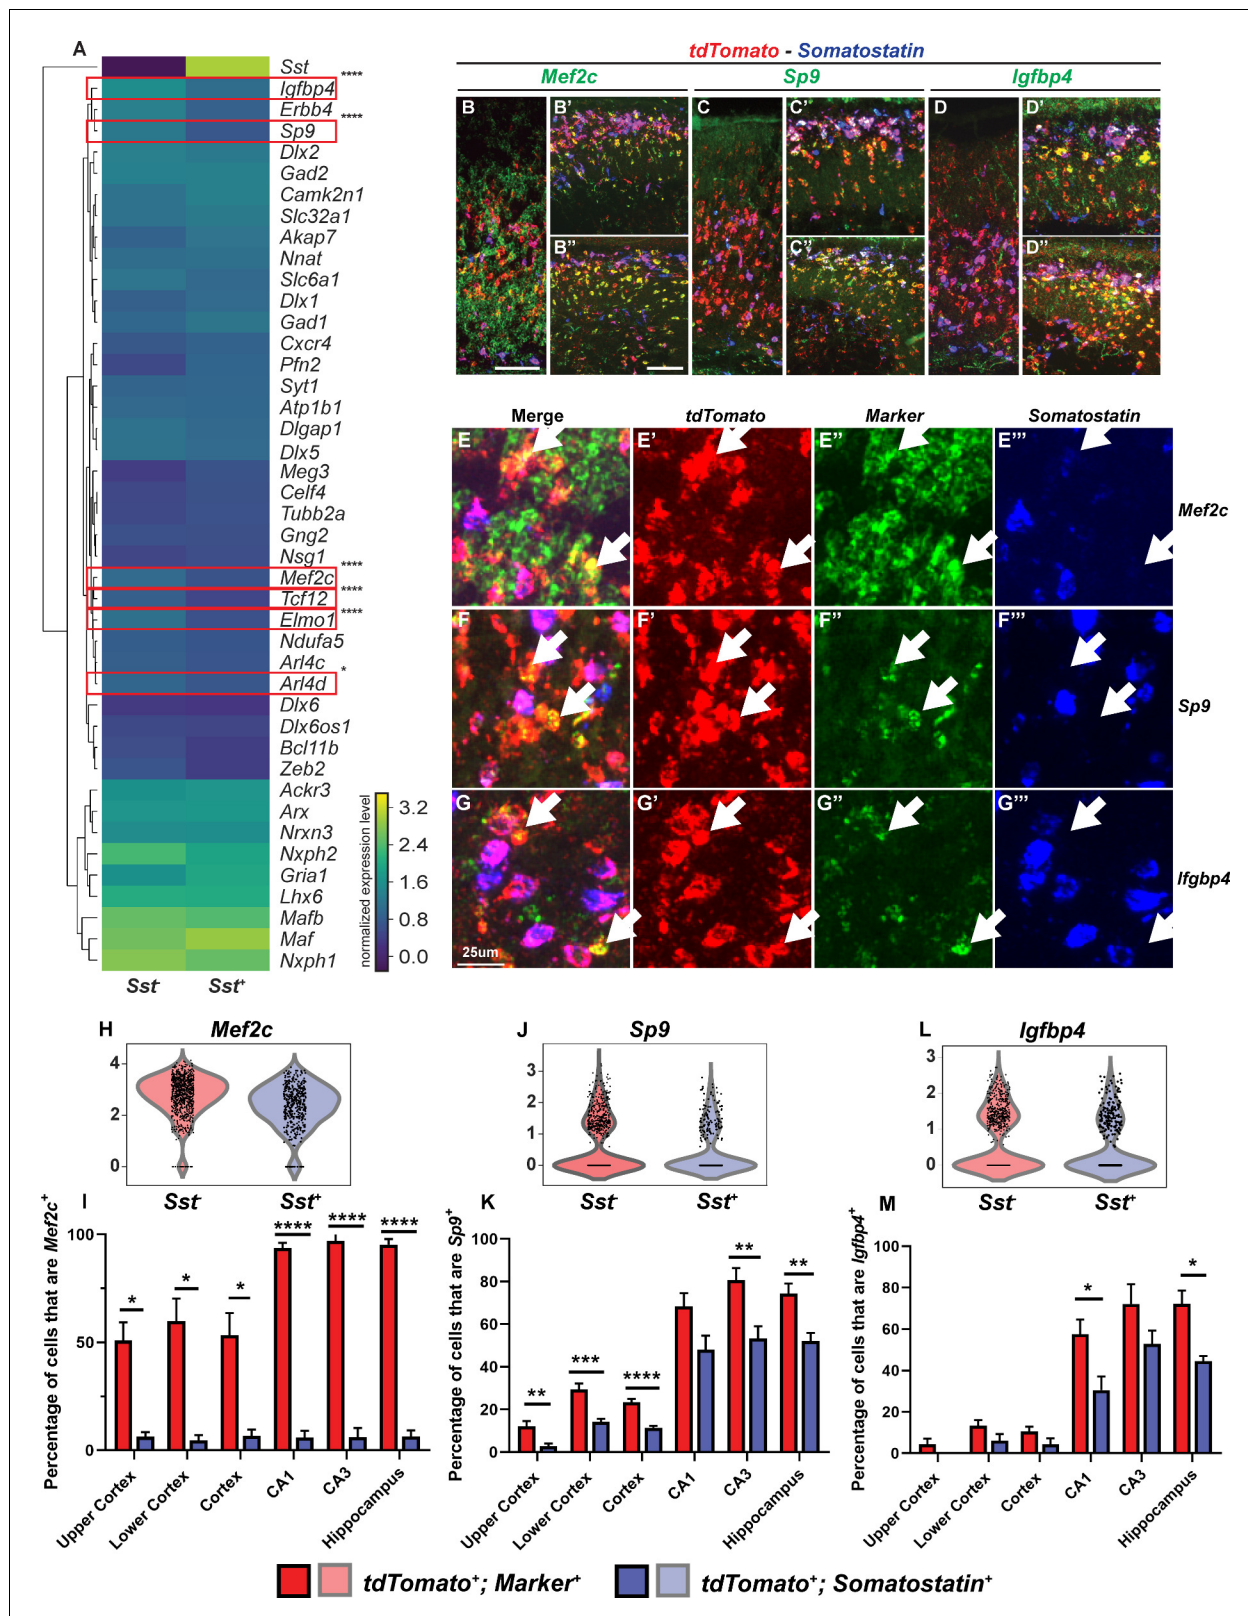 A
Sst
****
Igfbp4
Erbb4
****
Sp9
Dlx2
Gad2
Camk2n1
Slc32a1
Akap7
Nnat
Slc6a1
Dlx1
Gad1
Cxcr4
Pfn2
Syt1
Atp1b1
Dlgap1
Dlx5
Meg3
Celf4
Tubb2a
Gng2
Nsg1
****
Mef2c
****
Tcf12
****
Elmo1
Ndufa5
Arl4c
*
Arl4d
Dlx6
Dlx6os1
Bcl11b
Zeb2
Ackr3
Arx
Nrxn3
Nxph2
Gria1
Lhx6
Mafb
Maf
Nxph1
Sst- Sst+
normalized expression level
3.2
2.4
1.6
0.8
0.0
tdTomato - Somatostatin
Mef2c Sp9 Igfbp4
B B' C C' D D'
B'' C'' D''
Merge tdTomato Marker Somatostatin
E E' E'' E'''
Mef2c
F F' F'' F'''
Sp9
G G' G'' G'''
Ifgbp4
25um
H Mef2c
4
2
0
Sst- Sst+
J Sp9
3
2
1
0
Sst- Sst+
L Igfbp4
3
2
1
0
Sst- Sst+
I
Percentage of cells that are Mef2c+
100
50
0
* * * **** **** ****
Upper Cortex Lower Cortex Cortex CA1 CA3 Hippocampus
K
Percentage of cells that are Sp9+
100
80
60
40
20
0
** *** **** ** **
Upper Cortex Lower Cortex Cortex CA1 CA3 Hippocampus
M
Percentage of cells that are Igfbp4+
100
80
60
40
20
0
* *
Upper Cortex Lower Cortex Cortex CA1 CA3 Hippocampus
tdTomato+; Marker+ tdTomato+; Somatostatin+